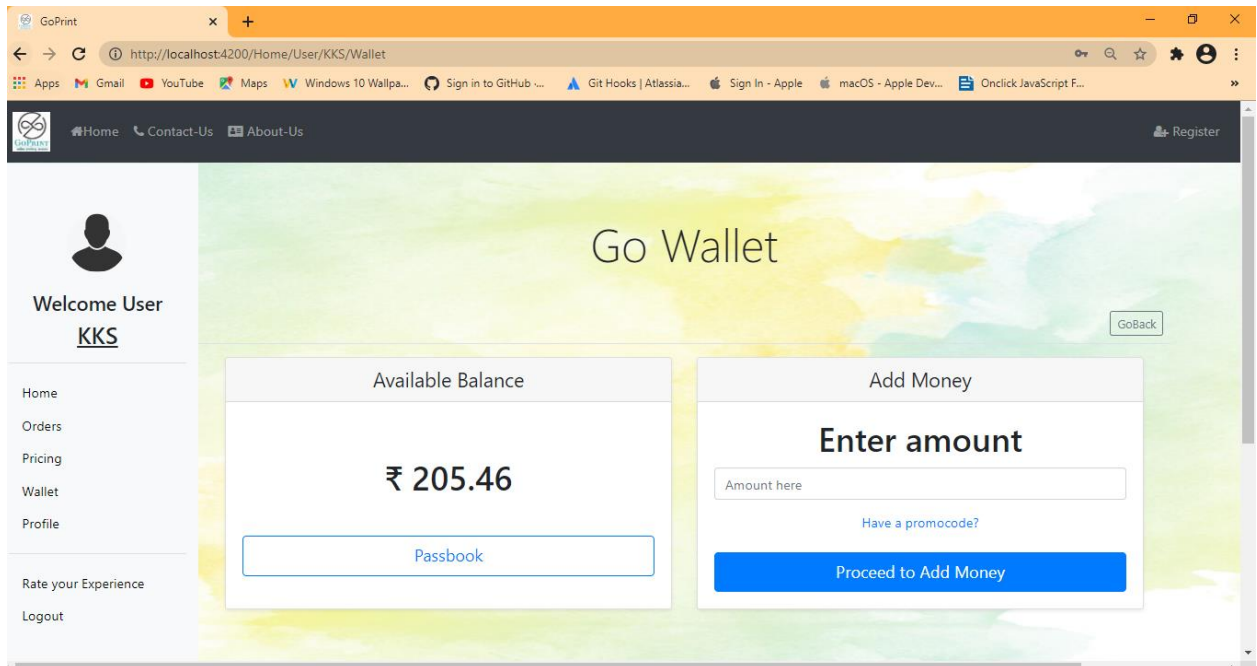 GoPrint
http://localhost:4200/Home/User/KKS/Wallet
Apps Gmail YouTube Maps Windows 10 Wallpa... Sign in to GitHub ·... Git Hooks | Atlassia... Sign In - Apple macOS - Apple Dev... Onclick JavaScript F...
GOPRINT
Home Contact-Us About-Us Register
Welcome User
KKS
Home
Orders
Pricing
Wallet
Profile
Rate your Experience
Logout
Go Wallet
GoBack
Available Balance
₹ 205.46
Passbook
Add Money
Enter amount
Amount here
Have a promocode?
Proceed to Add Money